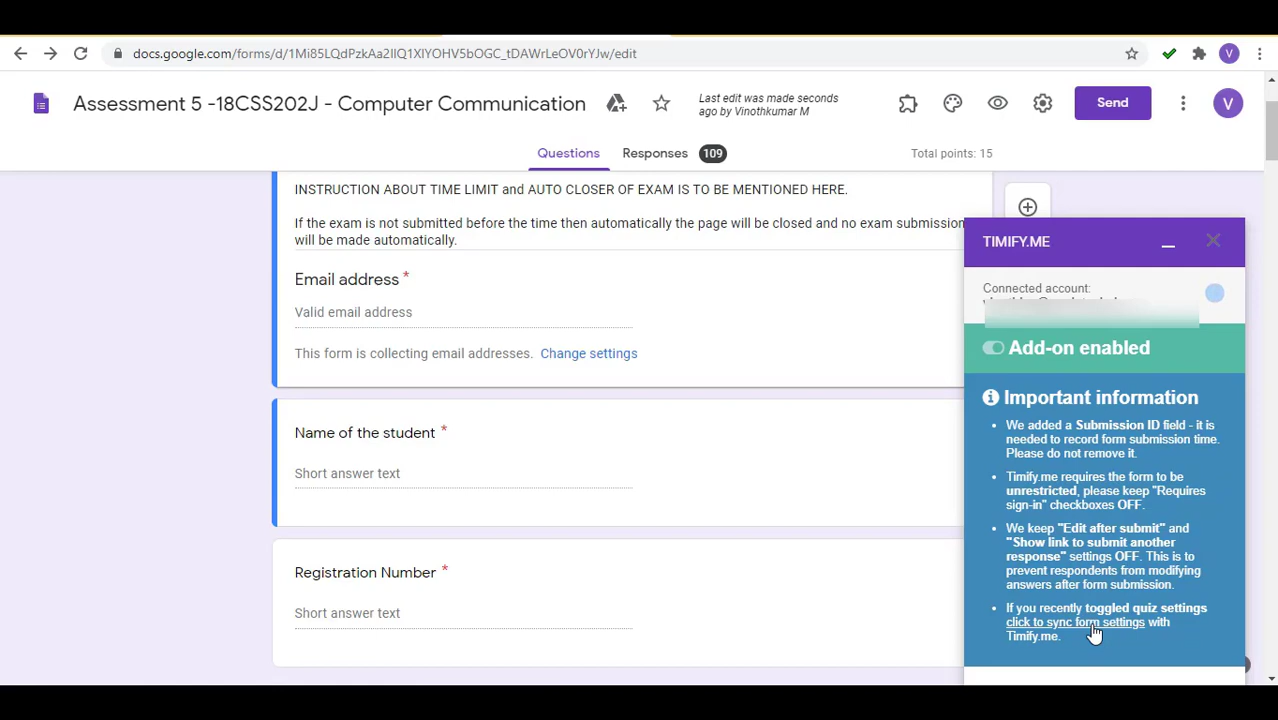 docs.google.com/forms/d/1Mi85LQdPzkAa2IlQ1XlYOHV5bOGC_tDAWrLeOV0rYJw/edit
V
Assessment 5 -18CSS202J - Computer Communication
Last edit was made seconds
ago by Vinothkumar M
Send
V
Questions
Responses 109
Total points: 15
INSTRUCTION ABOUT TIME LIMIT and AUTO CLOSER OF EXAM IS TO BE MENTIONED HERE.
If the exam is not submitted before the time then automatically the page will be closed and no exam submission
will be made automatically.
Email address *
Valid email address
This form is collecting email addresses. Change settings
Name of the student *
Short answer text
Registration Number *
Short answer text
TIMIFY.ME
Connected account:
Add-on enabled
Important information
• We added a Submission ID field - it is
needed to record form submission time.
Please do not remove it.
• Timify.me requires the form to be
unrestricted, please keep "Requires
sign-in" checkboxes OFF.
• We keep "Edit after submit" and
"Show link to submit another
response" settings OFF. This is to
prevent respondents from modifying
answers after form submission.
• If you recently toggled quiz settings
click to sync form settings with
Timify.me.